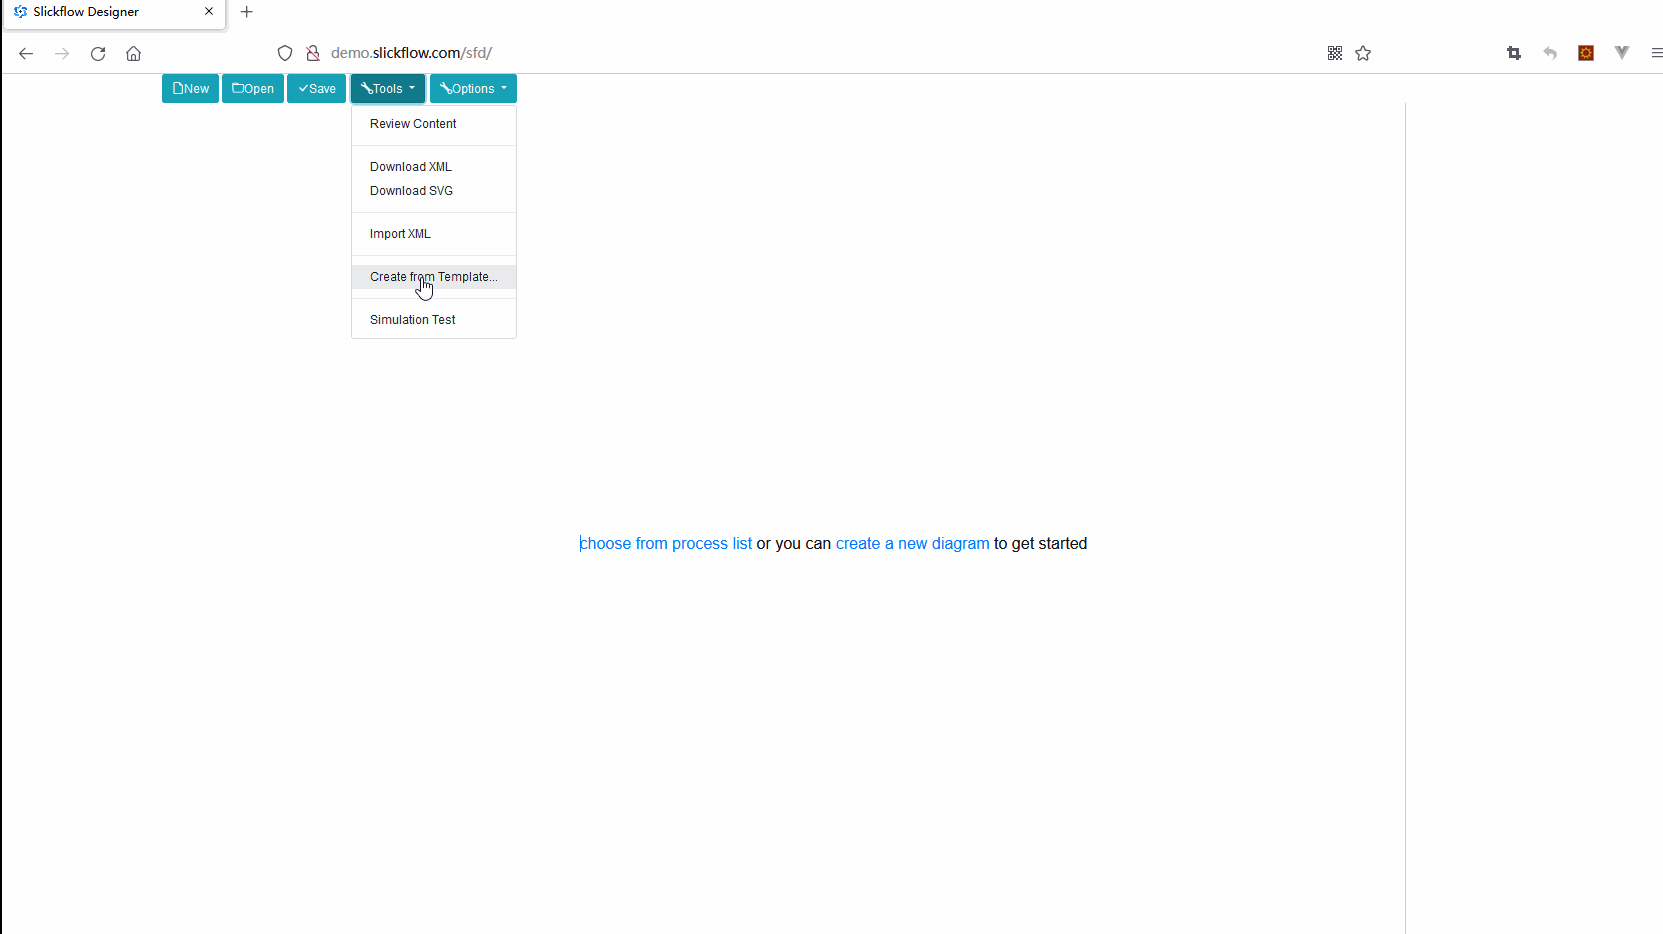 Slickflow Designer
demo.slickflow.com/sfd/
New Open Save Tools Options
Review Content
Download XML
Download SVG
Import XML
Create from Template...
Simulation Test
choose from process list or you can create a new diagram to get started